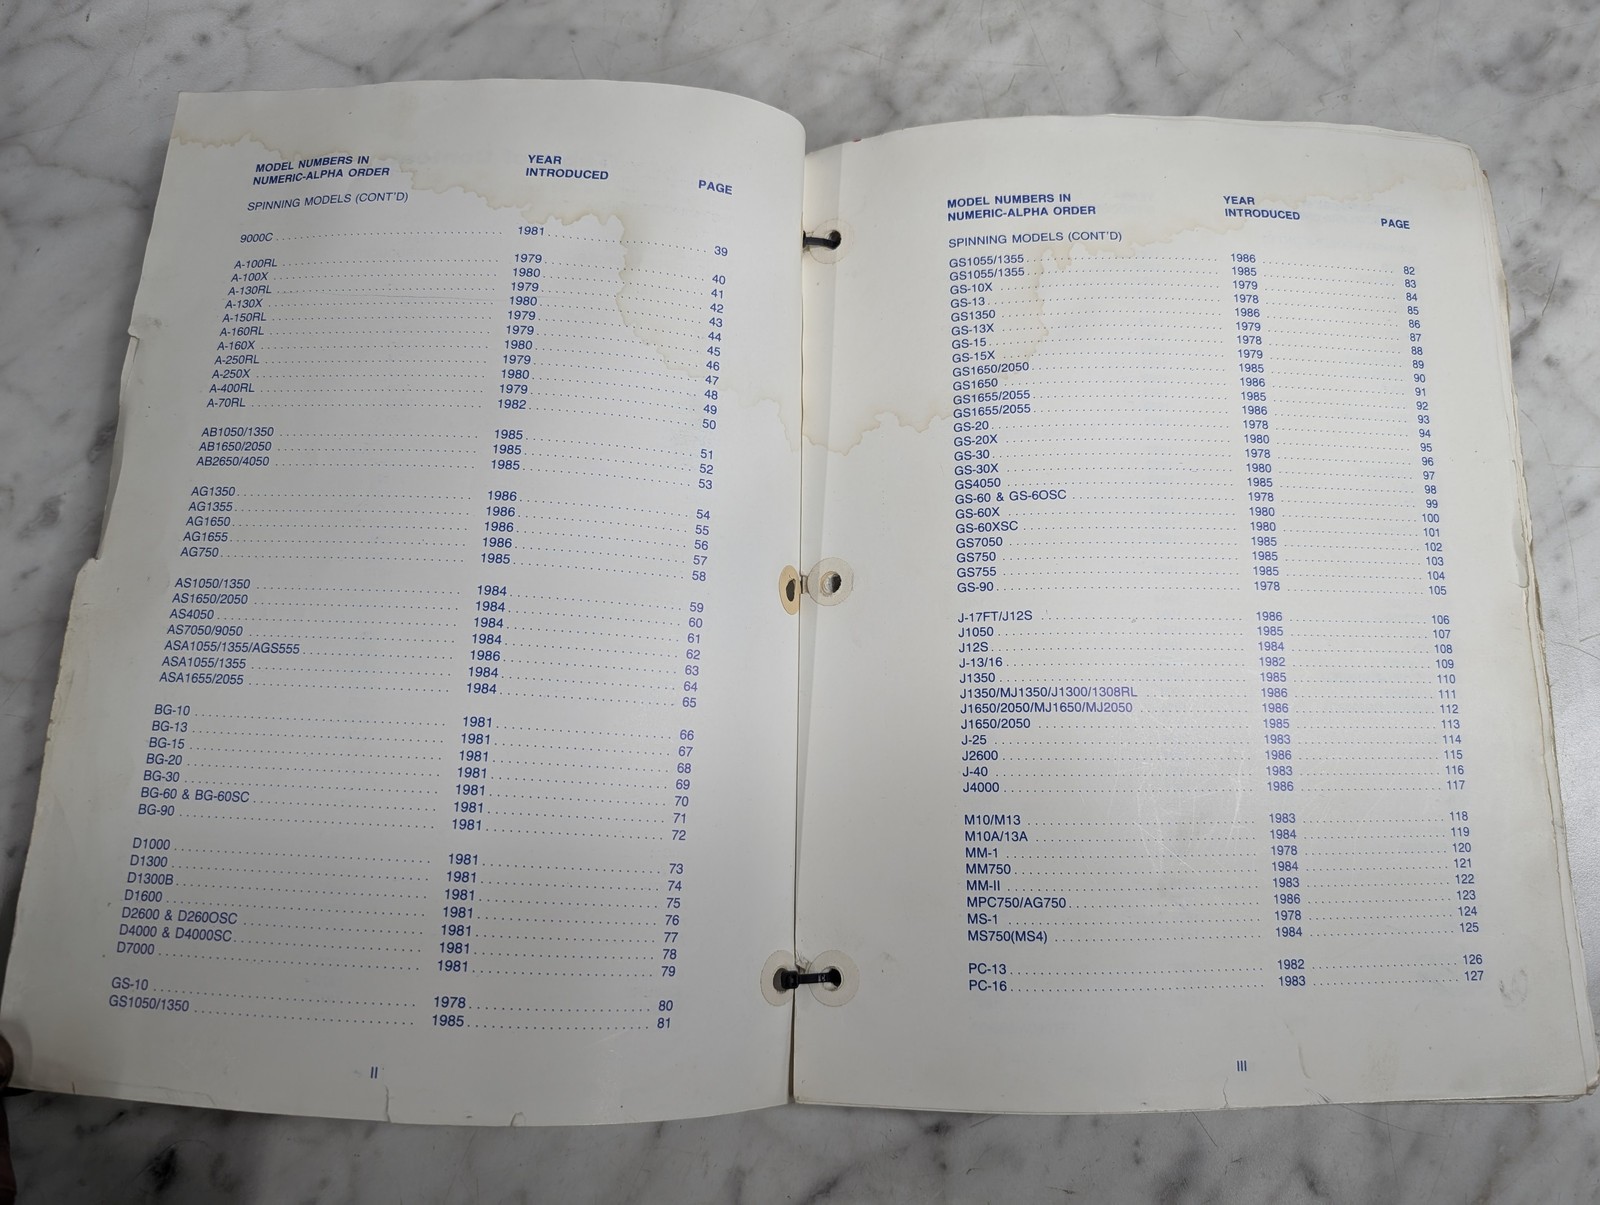 MODEL NUMBERS IN
NUMERIC-ALPHA ORDER
YEAR
INTRODUCED
PAGE
SPINNING MODELS (CONT'D)
9000C 1981 39
A-100RL 1979 40
A-100X 1980 41
A-130RL 1979 42
A-130X 1980 43
A-150RL 1979 44
A-160RL 1979 45
A-160X 1980 46
A-250RL 1979 47
A-250X 1980 48
A-400RL 1979 49
A-70RL 1982 50
AB1050/1350 1985 51
AB1650/2050 1985 52
AB2650/4050 1985 53
AG1350 1986 54
AG1355 1986 55
AG1650 1986 56
AG1655 1986 57
AG750 1985 58
AS1050/1350 1984 59
AS1650/2050 1984 60
AS4050 1984 61
AS7050/9050 1984 62
ASA1055/1355/AGS555 1986 63
ASA1055/1355 1984 64
ASA1655/2055 1984 65
BG-10 1981 66
BG-13 1981 67
BG-15 1981 68
BG-20 1981 69
BG-30 1981 70
BG-60 & BG-60SC 1981 71
BG-90 1981 72
D1000 1981 73
D1300 1981 74
D1300B 1981 75
D1600 1981 76
D2600 & D260OSC 1981 77
D4000 & D4000SC 1981 78
D7000 1981 79
GS-10 1978 80
GS1050/1350 1985 81
II
MODEL NUMBERS IN
NUMERIC-ALPHA ORDER
YEAR
INTRODUCED
PAGE
SPINNING MODELS (CONT'D)
GS1055/1355 1986 82
GS1055/1355 1985 83
GS-10X 1979 84
GS-13 1978 85
GS1350 1986 86
GS-13X 1979 87
GS-15 1978 88
GS-15X 1979 89
GS1650/2050 1985 90
GS1650 1986 91
GS1655/2055 1985 92
GS1655/2055 1986 93
GS-20 1978 94
GS-20X 1980 95
GS-30 1978 96
GS-30X 1980 97
GS4050 1985 98
GS-60 & GS-6OSC 1978 99
GS-60X 1980 100
GS-60XSC 1980 101
GS7050 1985 102
GS750 1985 103
GS755 1985 104
GS-90 1978 105
J-17FT/J12S 1986 106
J1050 1985 107
J12S 1984 108
J-13/16 1982 109
J1350 1985 110
J1350/MJ1350/J1300/1308RL 1986 111
J1650/2050/MJ1650/MJ2050 1986 112
J1650/2050 1985 113
J-25 1983 114
J2600 1986 115
J-40 1983 116
J4000 1986 117
M10/M13 1983 118
M10A/13A 1984 119
MM-1 1978 120
MM750 1984 121
MM-II 1983 122
MPC750/AG750 1986 123
MS-1 1978 124
MS750(MS4) 1984 125
PC-13 1982 126
PC-16 1983 127
III